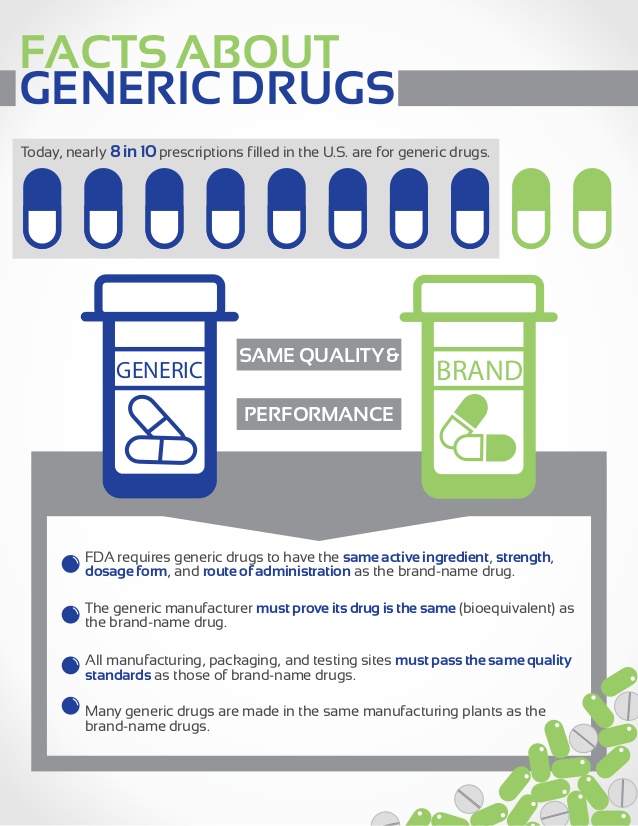 FACTS ABOUT
GENERIC DRUGS
Today, nearly 8 in 10 prescriptions filled in the U.S. are for generic drugs.
GENERIC
SAME QUALITY &
PERFORMANCE
BRAND
FDA requires generic drugs to have the same active ingredient, strength,
dosage form, and route of administration as the brand-name drug.
The generic manufacturer must prove its drug is the same (bioequivalent) as
the brand-name drug.
All manufacturing, packaging, and testing sites must pass the same quality
standards as those of brand-name drugs.
Many generic drugs are made in the same manufacturing plants as the
brand-name drugs.